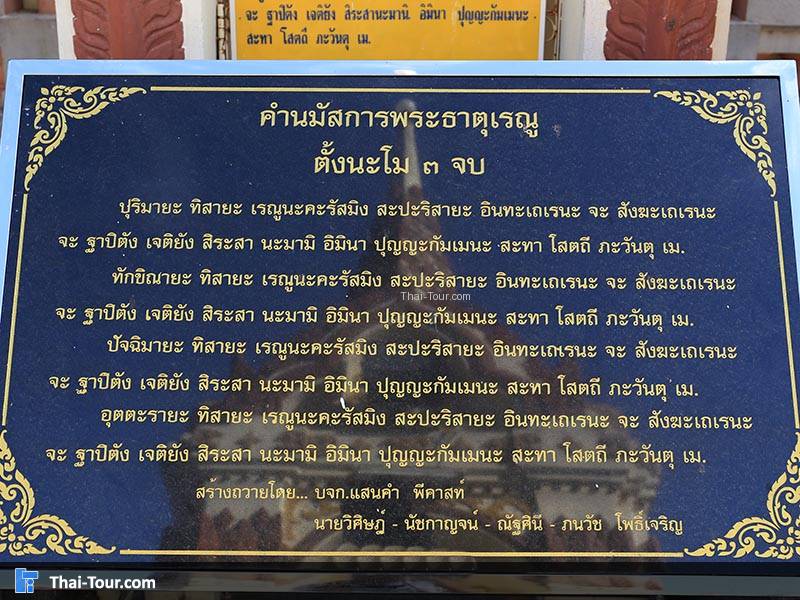 จะ ฐาปิตัง เจติยัง สิระสานะมามิ อิมินา ปุญญะกัมเมนะ
สะทา โสตถี ภะวันตุ เม.
คำนมัสการพระธาตุเรณู
ตั้งนะโม ๓ จบ
ปุริมายะ ทิสายะ เรณูนะคะรัสมิง สะปะริสายะ อินทะเถเรนะ จะ สังฆะเถเรนะ
จะ ฐาปิตัง เจติยัง สิระสา นะมามิ อิมินา ปุญญะกัมเมนะ สะทา โสตถี ภะวันตุ เม.
ทักขิณายะ ทิสายะ เรณูนะคะรัสมิง สะปะริสายะ อินทะเถเรนะ จะ สังฆะเถเรนะ
Thai-Tour.com
จะ ฐาปิตัง เจติยัง สิระสา นะมามิ อิมินา ปุญญะกัมเมนะ สะทา โสตถี ภะวันตุ เม.
ปัจฉิมายะ ทิสายะ เรณูนะคะรัสมิง สะปะริสายะ อินทะเถเรนะ จะ สังฆะเถเรนะ
จะ ฐาปิตัง เจติยัง สิระสา นะมามิ อิมินา ปุญญะกัมเมนะ สะทา โสตถี ภะวันตุ เม.
อุตตะรายะ ทิสายะ เรณูนะคะรัสมิง สะปะริสายะ อินทะเถเรนะ จะ สังฆะเถเรนะ
จะ ฐาปิตัง เจติยัง สิระสา นะมามิ อิมินา ปุญญะกัมเมนะ สะทา โสตถี ภะวันตุ เม.
สร้างถวายโดย... บจก.แสนคำ พีคาสท์
นายวิศิษฎ์ - นัชกาญจน์ - ณัฐศินี - ภนวัช โพธิ์เจริญ
Thai-Tour.com